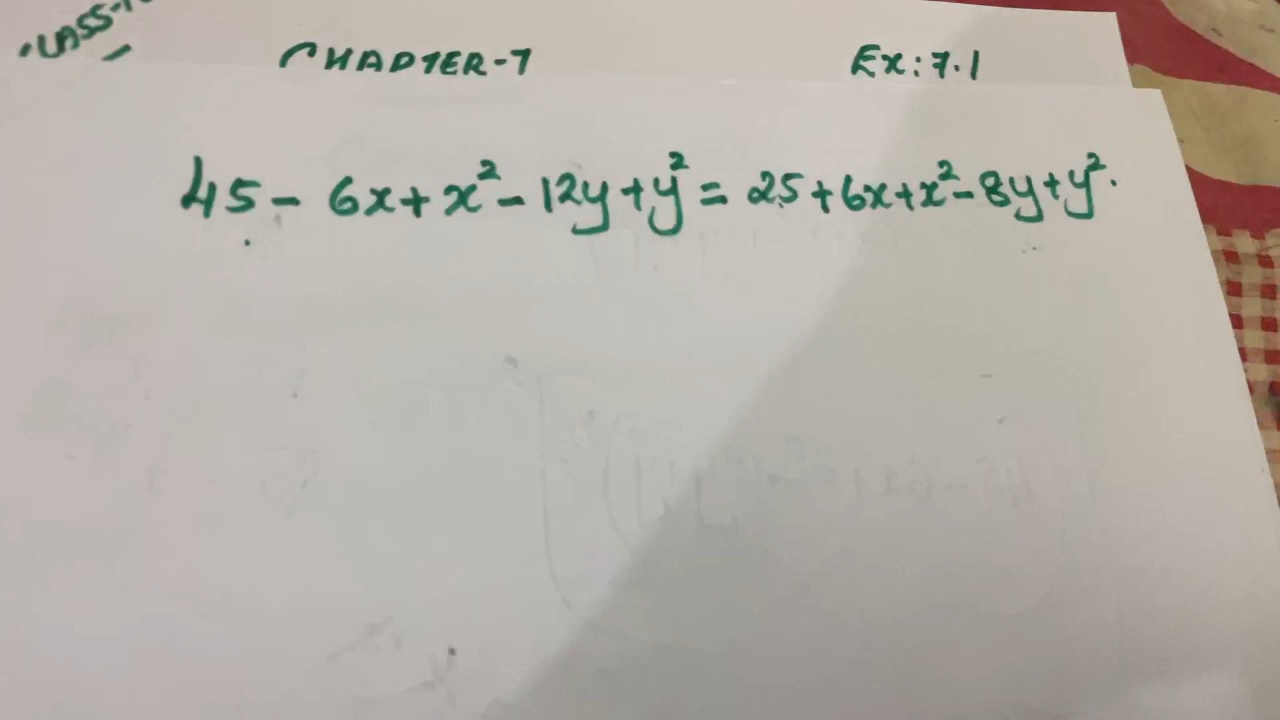 CHAPTER-7 Ex: 7.1
45 - 6x + x² - 12y + y² = 25 + 6x + x² - 8y + y².